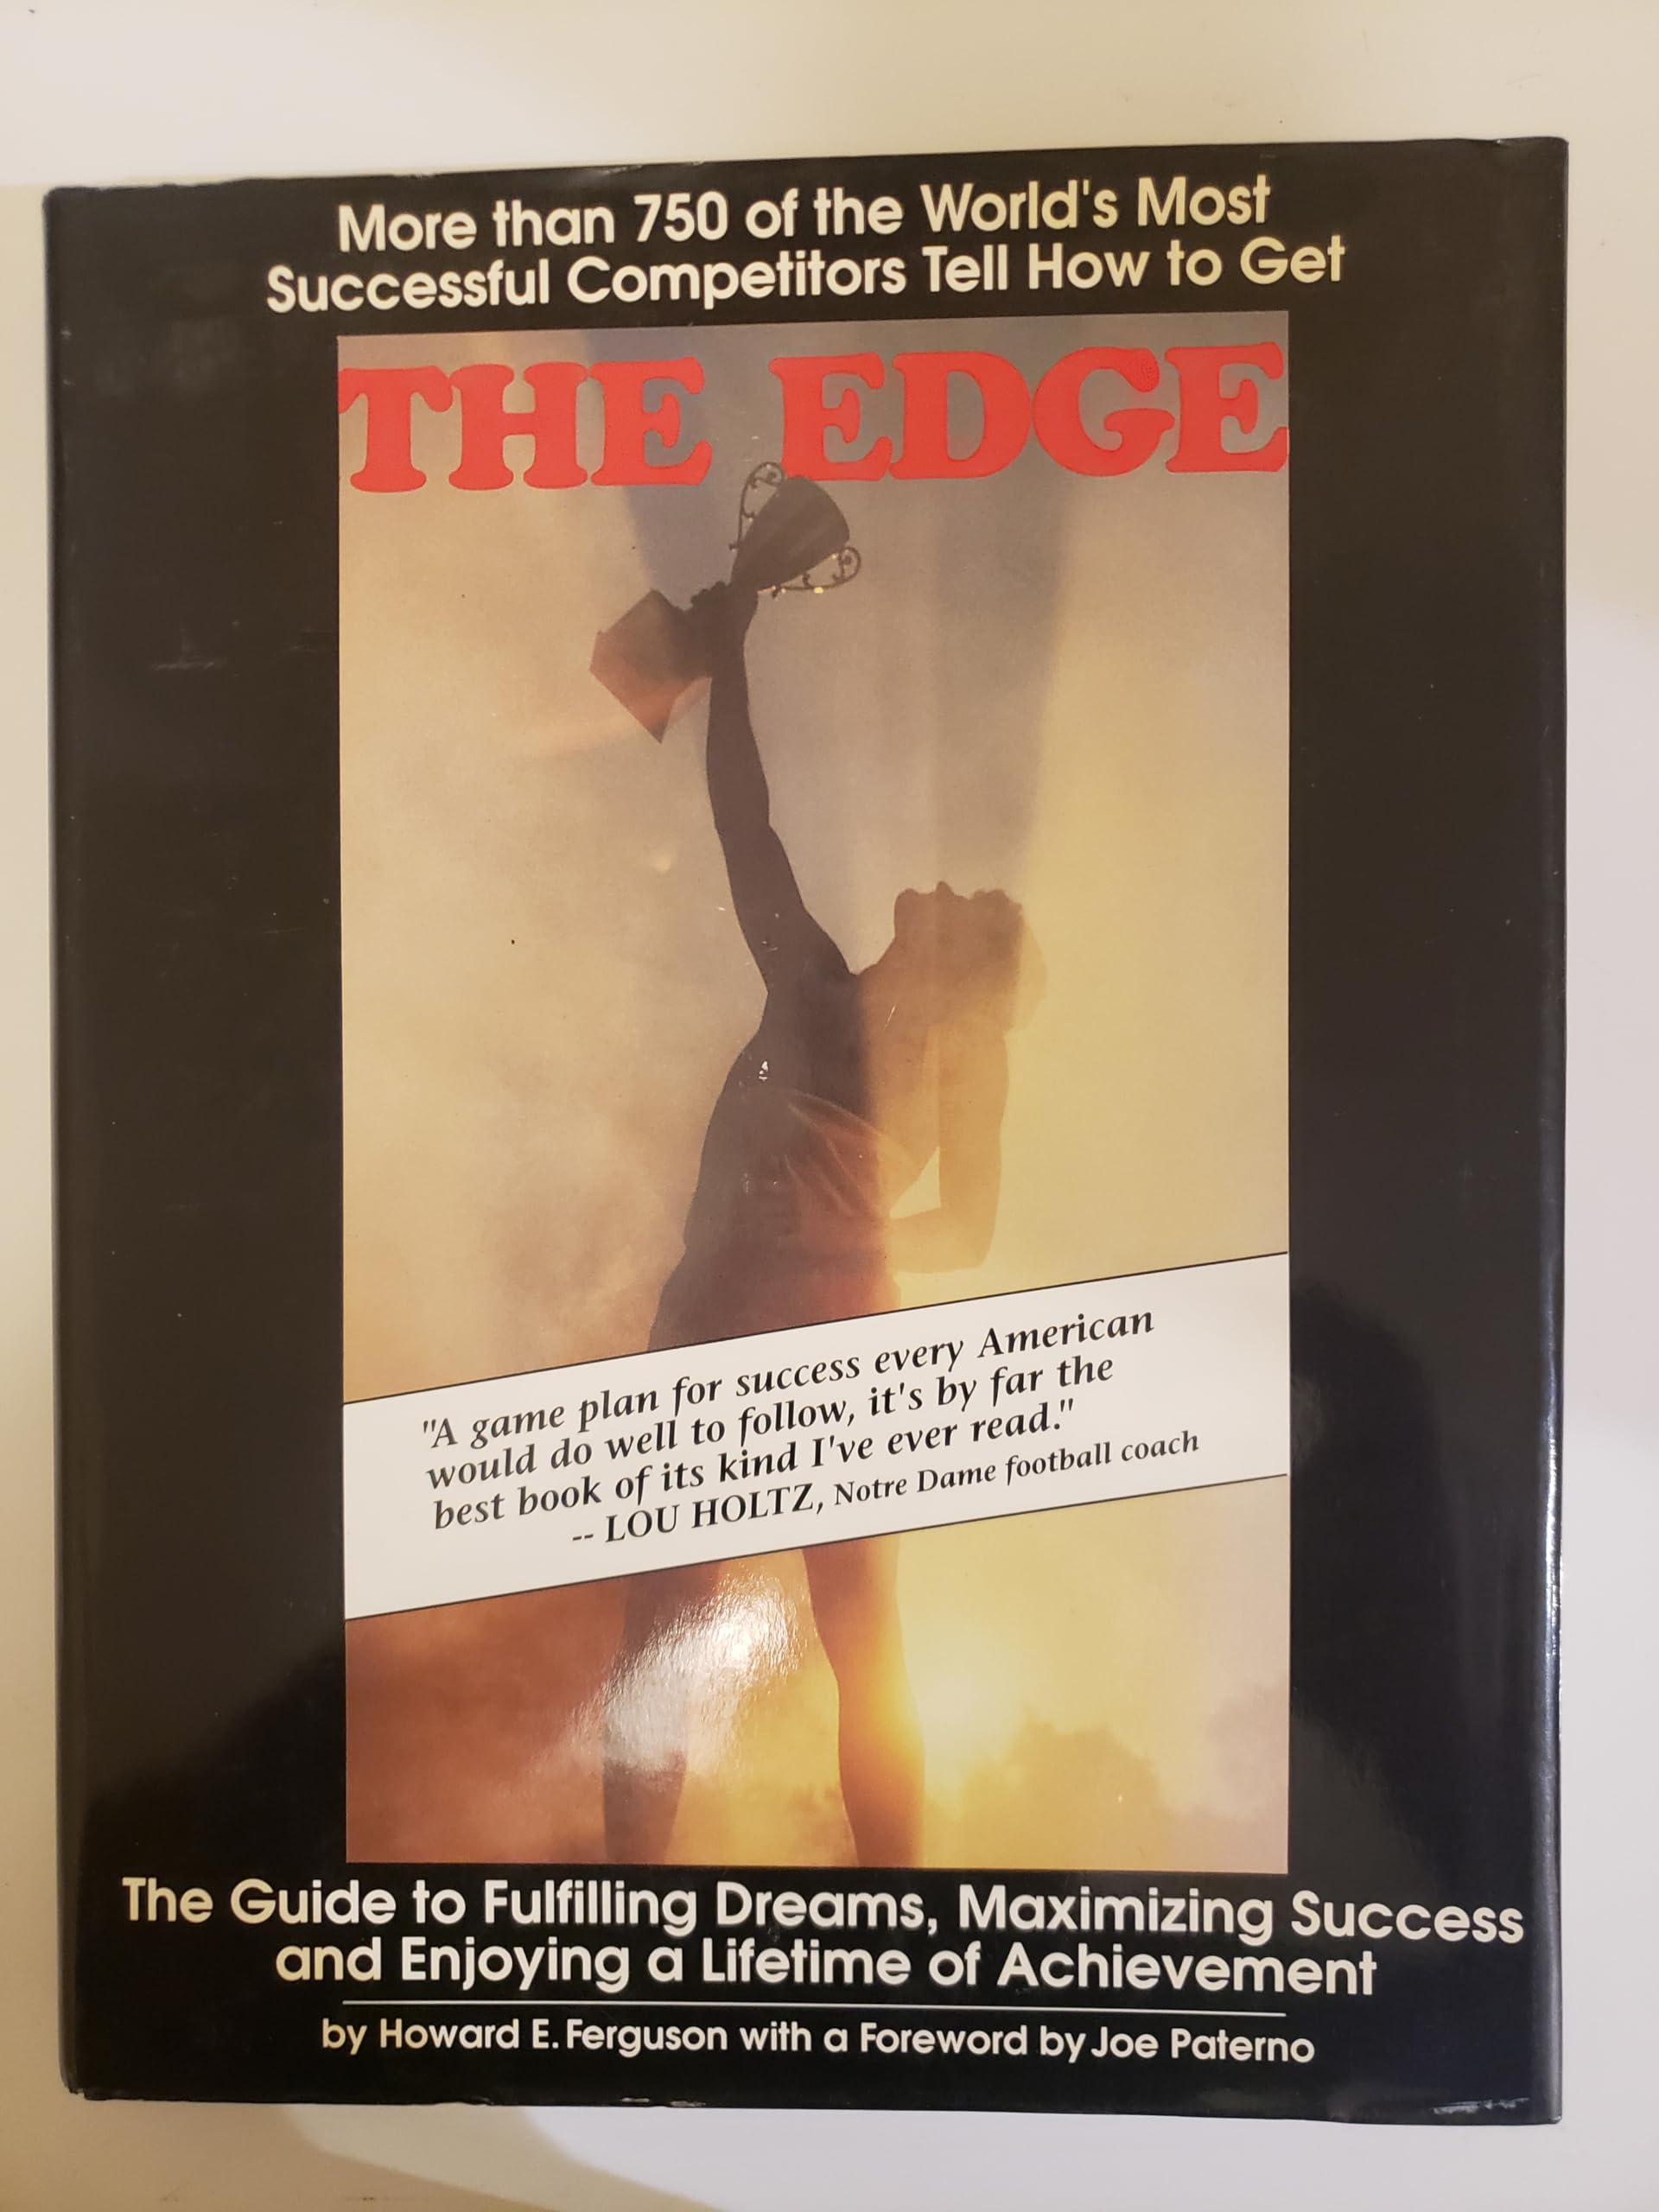 More than 750 of the World's Most
Successful Competitors Tell How to Get
THE EDGE
"A game plan for success every American
would do well to follow, it's by far the
best book of its kind I've ever read."
-- LOU HOLTZ, Notre Dame football coach
The Guide to Fulfilling Dreams, Maximizing Success
and Enjoying a Lifetime of Achievement
by Howard E. Ferguson with a Foreword by Joe Paterno